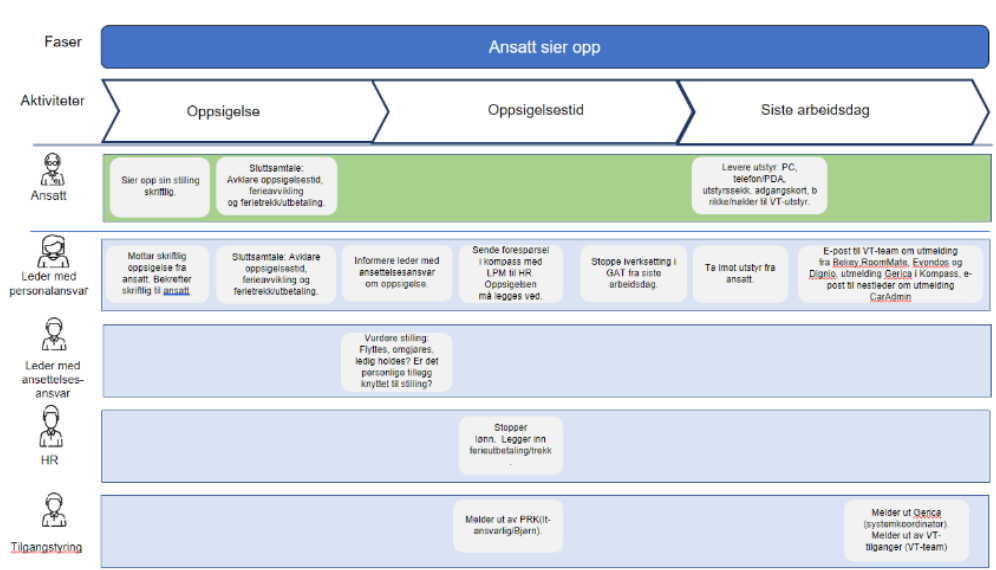 Faser
Ansatt sier opp
Aktiviteter
Oppsigelse
Oppsigelsestid
Siste arbeidsdag
Ansatt
Sier opp sin stilling
skriftlig.
Sluttsamtale:
Avklare oppsigelsestid,
ferieavvikling
og ferietrekk/utbetaling.
Levere utstyr: PC,
telefon/PDA,
utstyrssekk. adgangskort, b
rikke/nøkler til VT-utstyr.
Leder med
personalansvar
Mottar skriftlig
oppsigelse fra
ansatt. Bekrefter
skriftlig til ansatt.
Sluttsamtale: Avklare
oppsigelsestid,
ferieavvikling og
ferietrekk/utbetaling.
Informere leder med
ansettelsesansvar
om oppsigelse.
Sende forespørsel
i kompass med
LPM til HR.
Oppsigelsen
må legges ved.
Stoppe iverksetting i
GAT fra siste
arbeidsdag.
Ta imot utstyr fra
ansatt.
E-post til VT-team om utmelding
fra Bekey,RoomMate, Evondos og
Dignio, utmelding Gerica i Kompass, e-
post til nestleder om utmelding
CarAdmin
Leder med
ansettelses-
ansvar
Vurdere stilling:
Flyttes, omgjøres,
ledig holdes? Er det
personlige tillegg
knyttet til stilling?
HR
Stopper
lønn. Legger inn
ferieutbetaling/trekk
.
Tilgangstyring
Melder ut av PRK(It-
ansvarlig/Bjørn).
Melder ut Gerica
(systemkoordinator).
Melder ut av VT-
tilganger (VT-team)